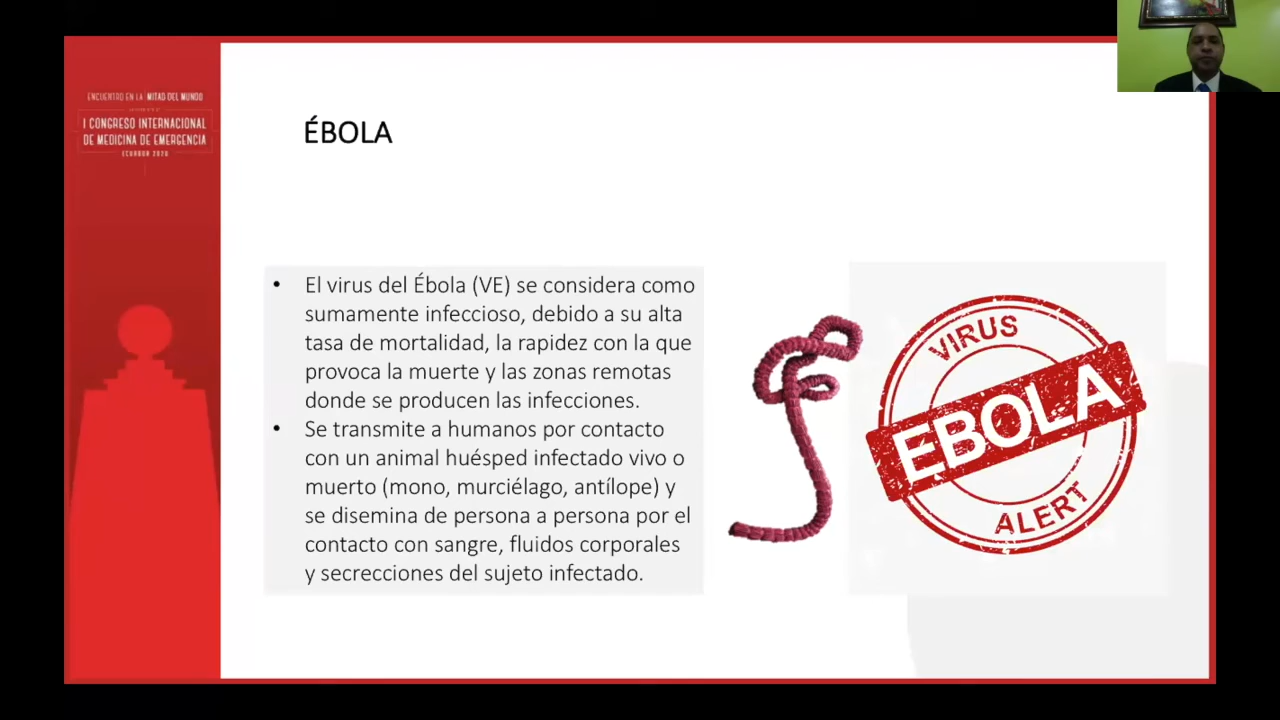 ENCUENTRO EN LA MITAD DEL MUNDO
I CONGRESO INTERNACIONAL
DE MEDICINA DE EMERGENCIA
ECUADOR 2020
ÉBOLA
• El virus del Ébola (VE) se considera como
sumamente infeccioso, debido a su alta
tasa de mortalidad, la rapidez con la que
provoca la muerte y las zonas remotas
donde se producen las infecciones.
• Se transmite a humanos por contacto
con un animal huésped infectado vivo o
muerto (mono, murciélago, antílope) y
se disemina de persona a persona por el
contacto con sangre, fluidos corporales
y secrecciones del sujeto infectado.
VIRUS
EBOLA
ALERT